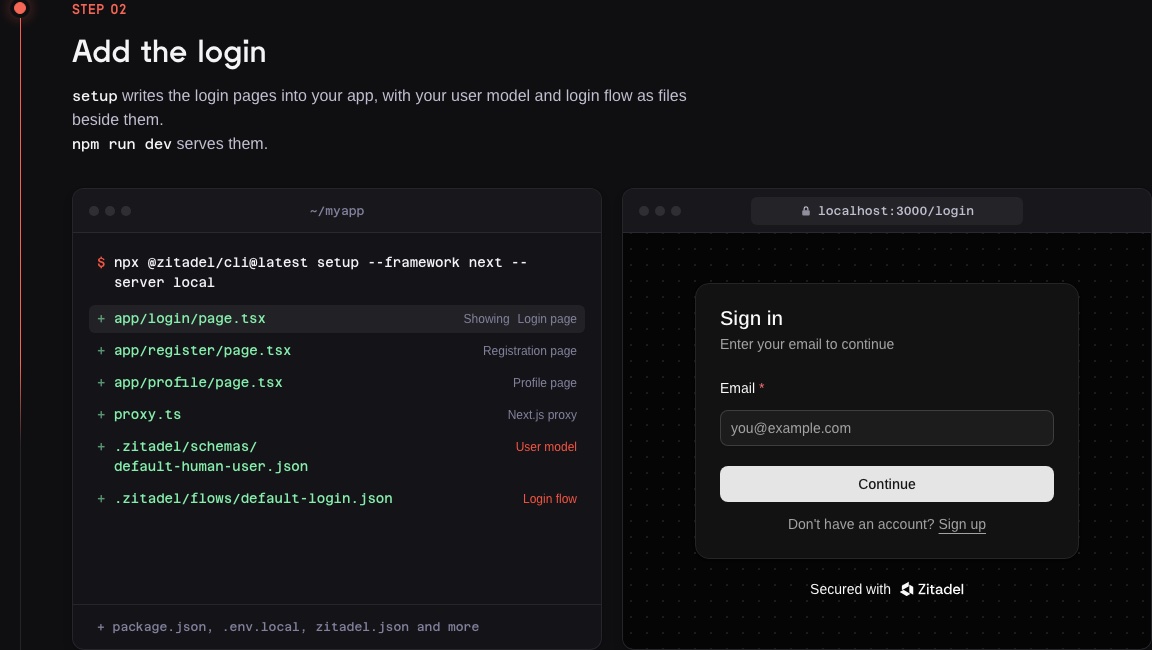 STEP 02
Add the login
setup writes the login pages into your app, with your user model and login flow as files
beside them.
npm run dev serves them.
~/myapp
$ npx @zitadel/cli@latest setup --framework next --
server local
+ app/login/page.tsx Showing Login page
+ app/register/page.tsx Registration page
+ app/profile/page.tsx Profile page
+ proxy.ts Next.js proxy
+ .zitadel/schemas/ User model
default-human-user.json
+ .zitadel/flows/default-login.json Login flow
+ package.json, .env.local, zitadel.json and more
localhost:3000/login
Sign in
Enter your email to continue
Email *
you@example.com
Continue
Don't have an account? Sign up
Secured with Zitadel